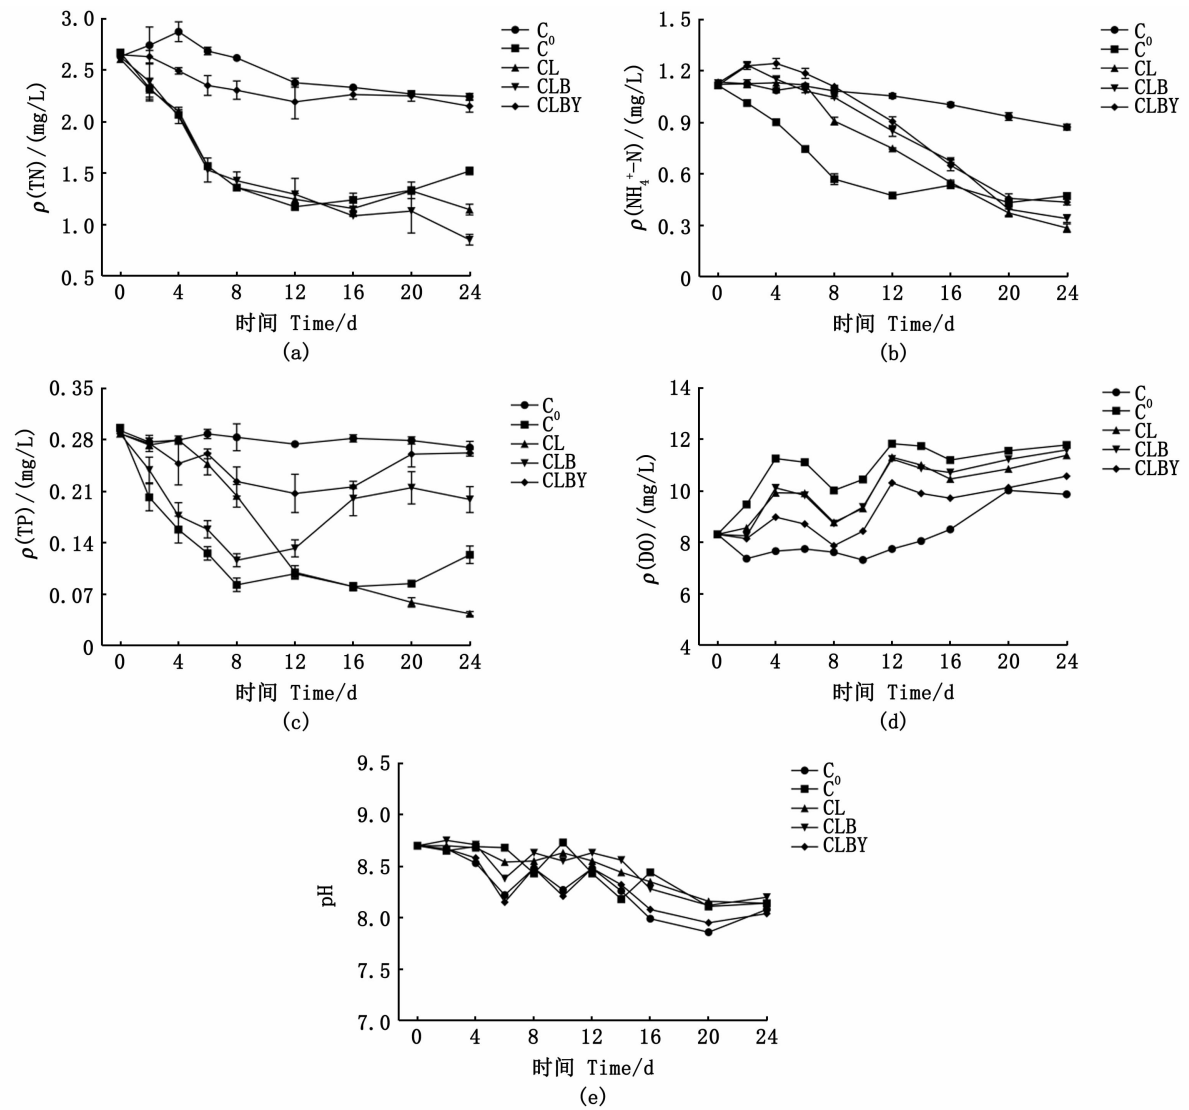 3.0
2.5
2.0
1.5
1.0
0.5
ρ(TN)/(mg/L)
0 4 8 12 16 20 24
时间 Time/d
(a)
C₀
C⁰
CL
CLB
CLBY
1.5
1.2
0.9
0.6
0.3
0
ρ(NH₄⁺-N)/(mg/L)
0 4 8 12 16 20 24
时间 Time/d
(b)
C₀
C⁰
CL
CLB
CLBY
0.35
0.28
0.21
0.14
0.07
0
ρ(TP)/(mg/L)
0 4 8 12 16 20 24
时间 Time/d
(c)
C₀
C⁰
CL
CLB
CLBY
14
12
10
8
6
4
ρ(DO)/(mg/L)
0 4 8 12 16 20 24
时间 Time/d
(d)
C₀
C⁰
CL
CLB
CLBY
9.5
9.0
8.5
8.0
7.5
7.0
pH
0 4 8 12 16 20 24
时间 Time/d
(e)
C₀
C⁰
CL
CLB
CLBY